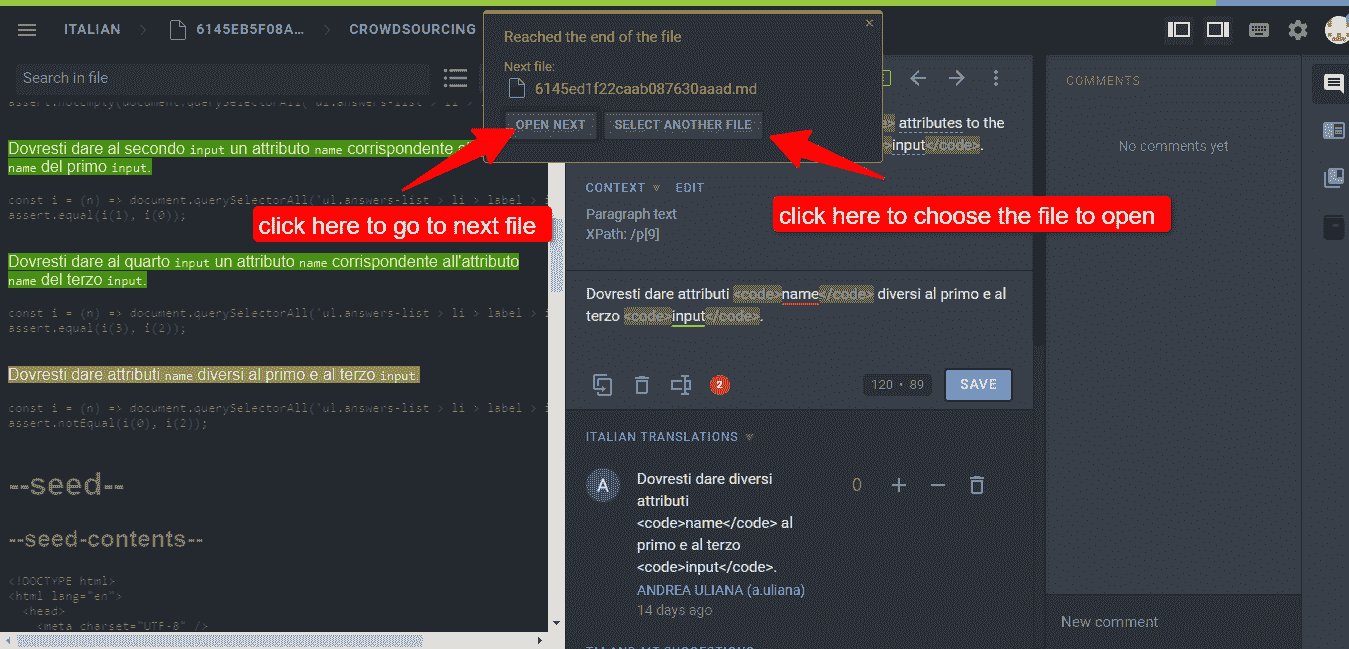 ITALIAN
6145EB5F08A...
CROWDSOURCING
Search in file
assert.notEmpty(document.querySelectorAll('ul.answers-list > li >
Dovresti dare al secondo input un attributo name corrispondente
name del primo input.
const i = (n) => document.querySelectorAll('ul.answers-list > li > label > i
assert.equal(i(1), i(0));
Dovresti dare al quarto input un attributo name corrispondente all'attributo
name del terzo input.
const i = (n) => document.querySelectorAll('ul.answers-list > li > label > i
assert.equal(i(3), i(2));
Dovresti dare attributi name diversi al primo e al terzo input.
const i = (n) => document.querySelectorAll('ul.answers-list > li > label > i
assert.notEqual(i(0), i(2));
--seed--
--seed-contents--
<!DOCTYPE html>
<html lang="en">
<head>
<meta charset="UTF-8" />
Reached the end of the file
Next file:
6145ed1f22caab087630aaad.md
OPEN NEXT
SELECT ANOTHER FILE
click here to go to next file
click here to choose the file to open
attributes to the
>input</code>.
CONTEXT
EDIT
Paragraph text
XPath: /p[9]
Dovresti dare attributi <code>name</code> diversi al primo e al
terzo <code>input</code>.
2
120 • 89
SAVE
ITALIAN TRANSLATIONS
A
Dovresti dare diversi
attributi
<code>name</code> al
primo e al terzo
<code>input</code>.
ANDREA ULIANA (a.uliana)
14 days ago
0
TM AND MT SUGGESTIONS
COMMENTS
No comments yet
New comment